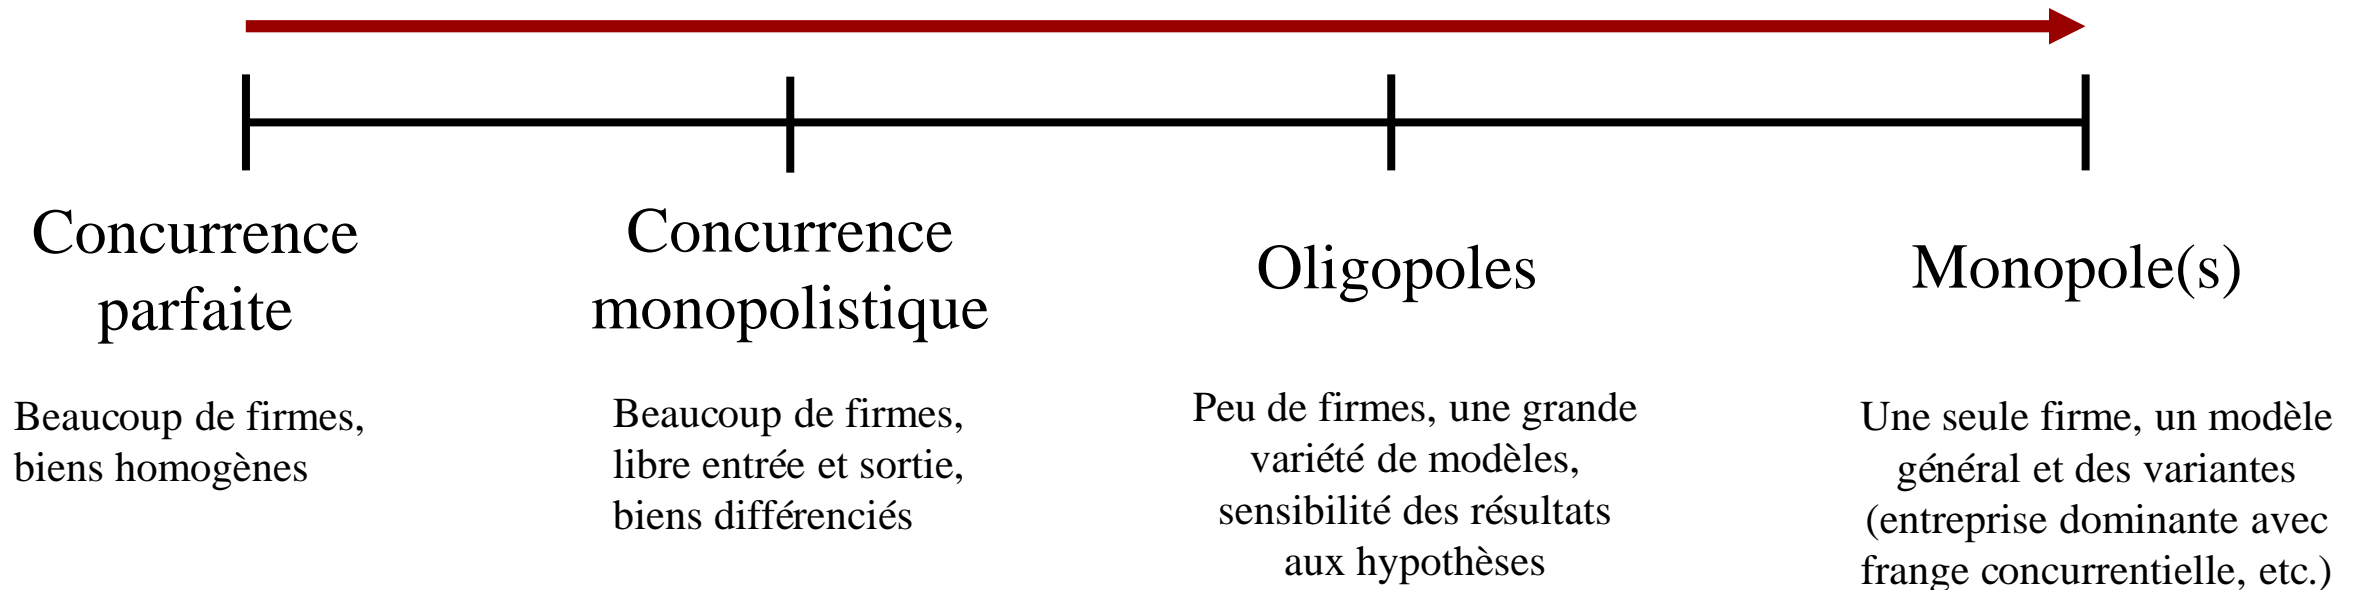 Concurrence
parfaite
Beaucoup de firmes,
biens homogènes
Concurrence
monopolistique
Beaucoup de firmes,
libre entrée et sortie,
biens différenciés
Oligopoles
Peu de firmes, une grande
variété de modèles,
sensibilité des résultats
aux hypothèses
Monopole(s)
Une seule firme, un modèle
général et des variantes
(entreprise dominante avec
frange concurrentielle, etc.)